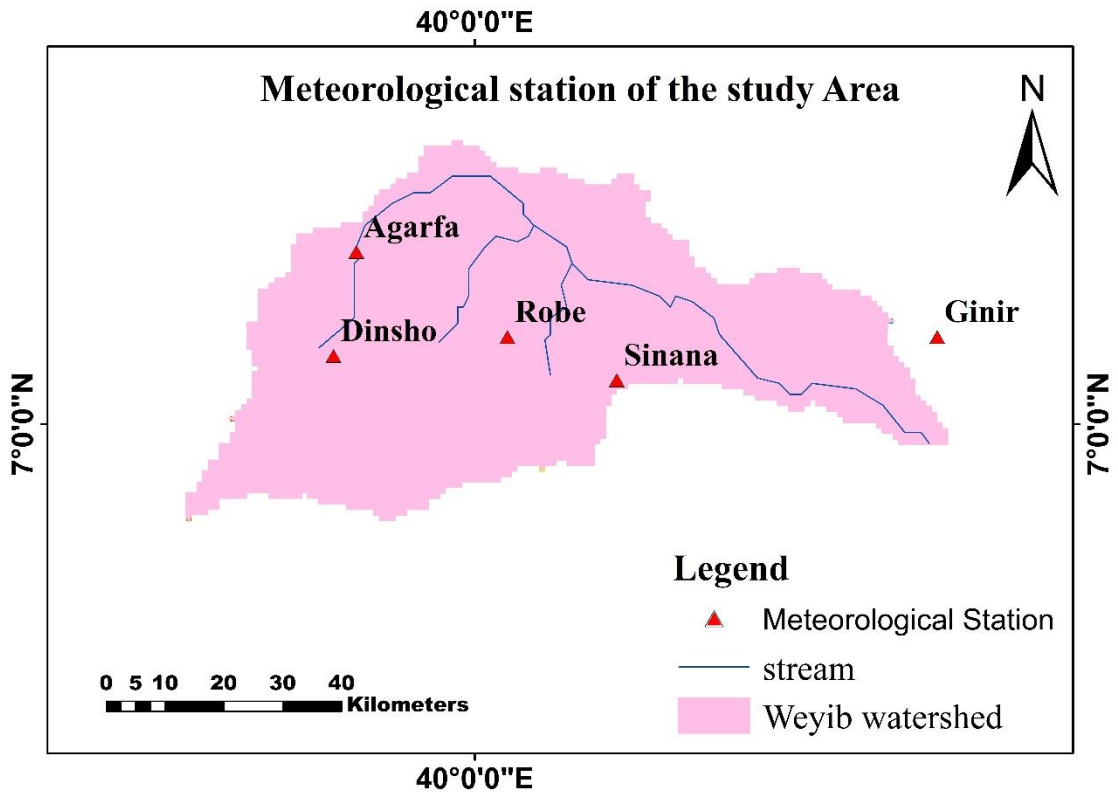 40°0'0"E
Meteorological station of the study Area
N
Agarfa
Dinsho
Robe
Ginir
Sinana
7°0'0"N
7°0'0"N
Legend
Meteorological Station
stream
Weyib watershed
0 5 10 20 30 40
Kilometers
40°0'0"E